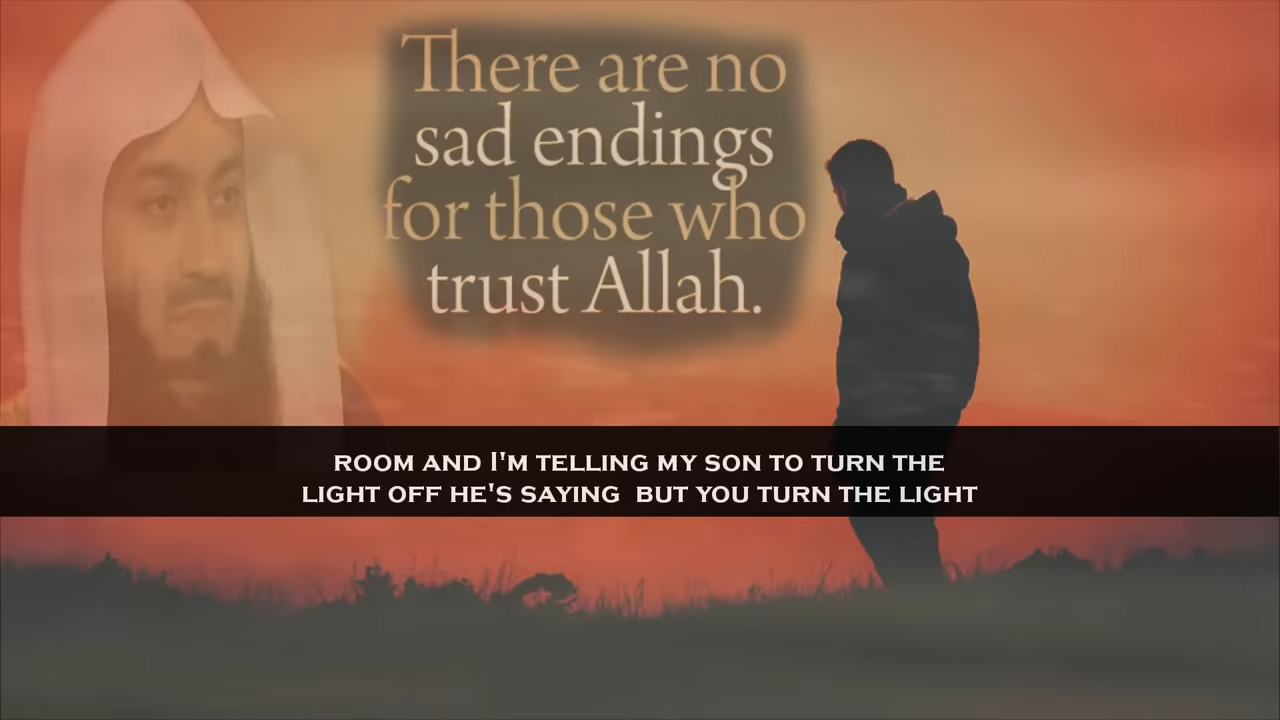 There are no
sad endings
for those who
trust Allah.
ROOM AND I'M TELLING MY SON TO TURN THE
LIGHT OFF HE'S SAYING  BUT YOU TURN THE LIGHT